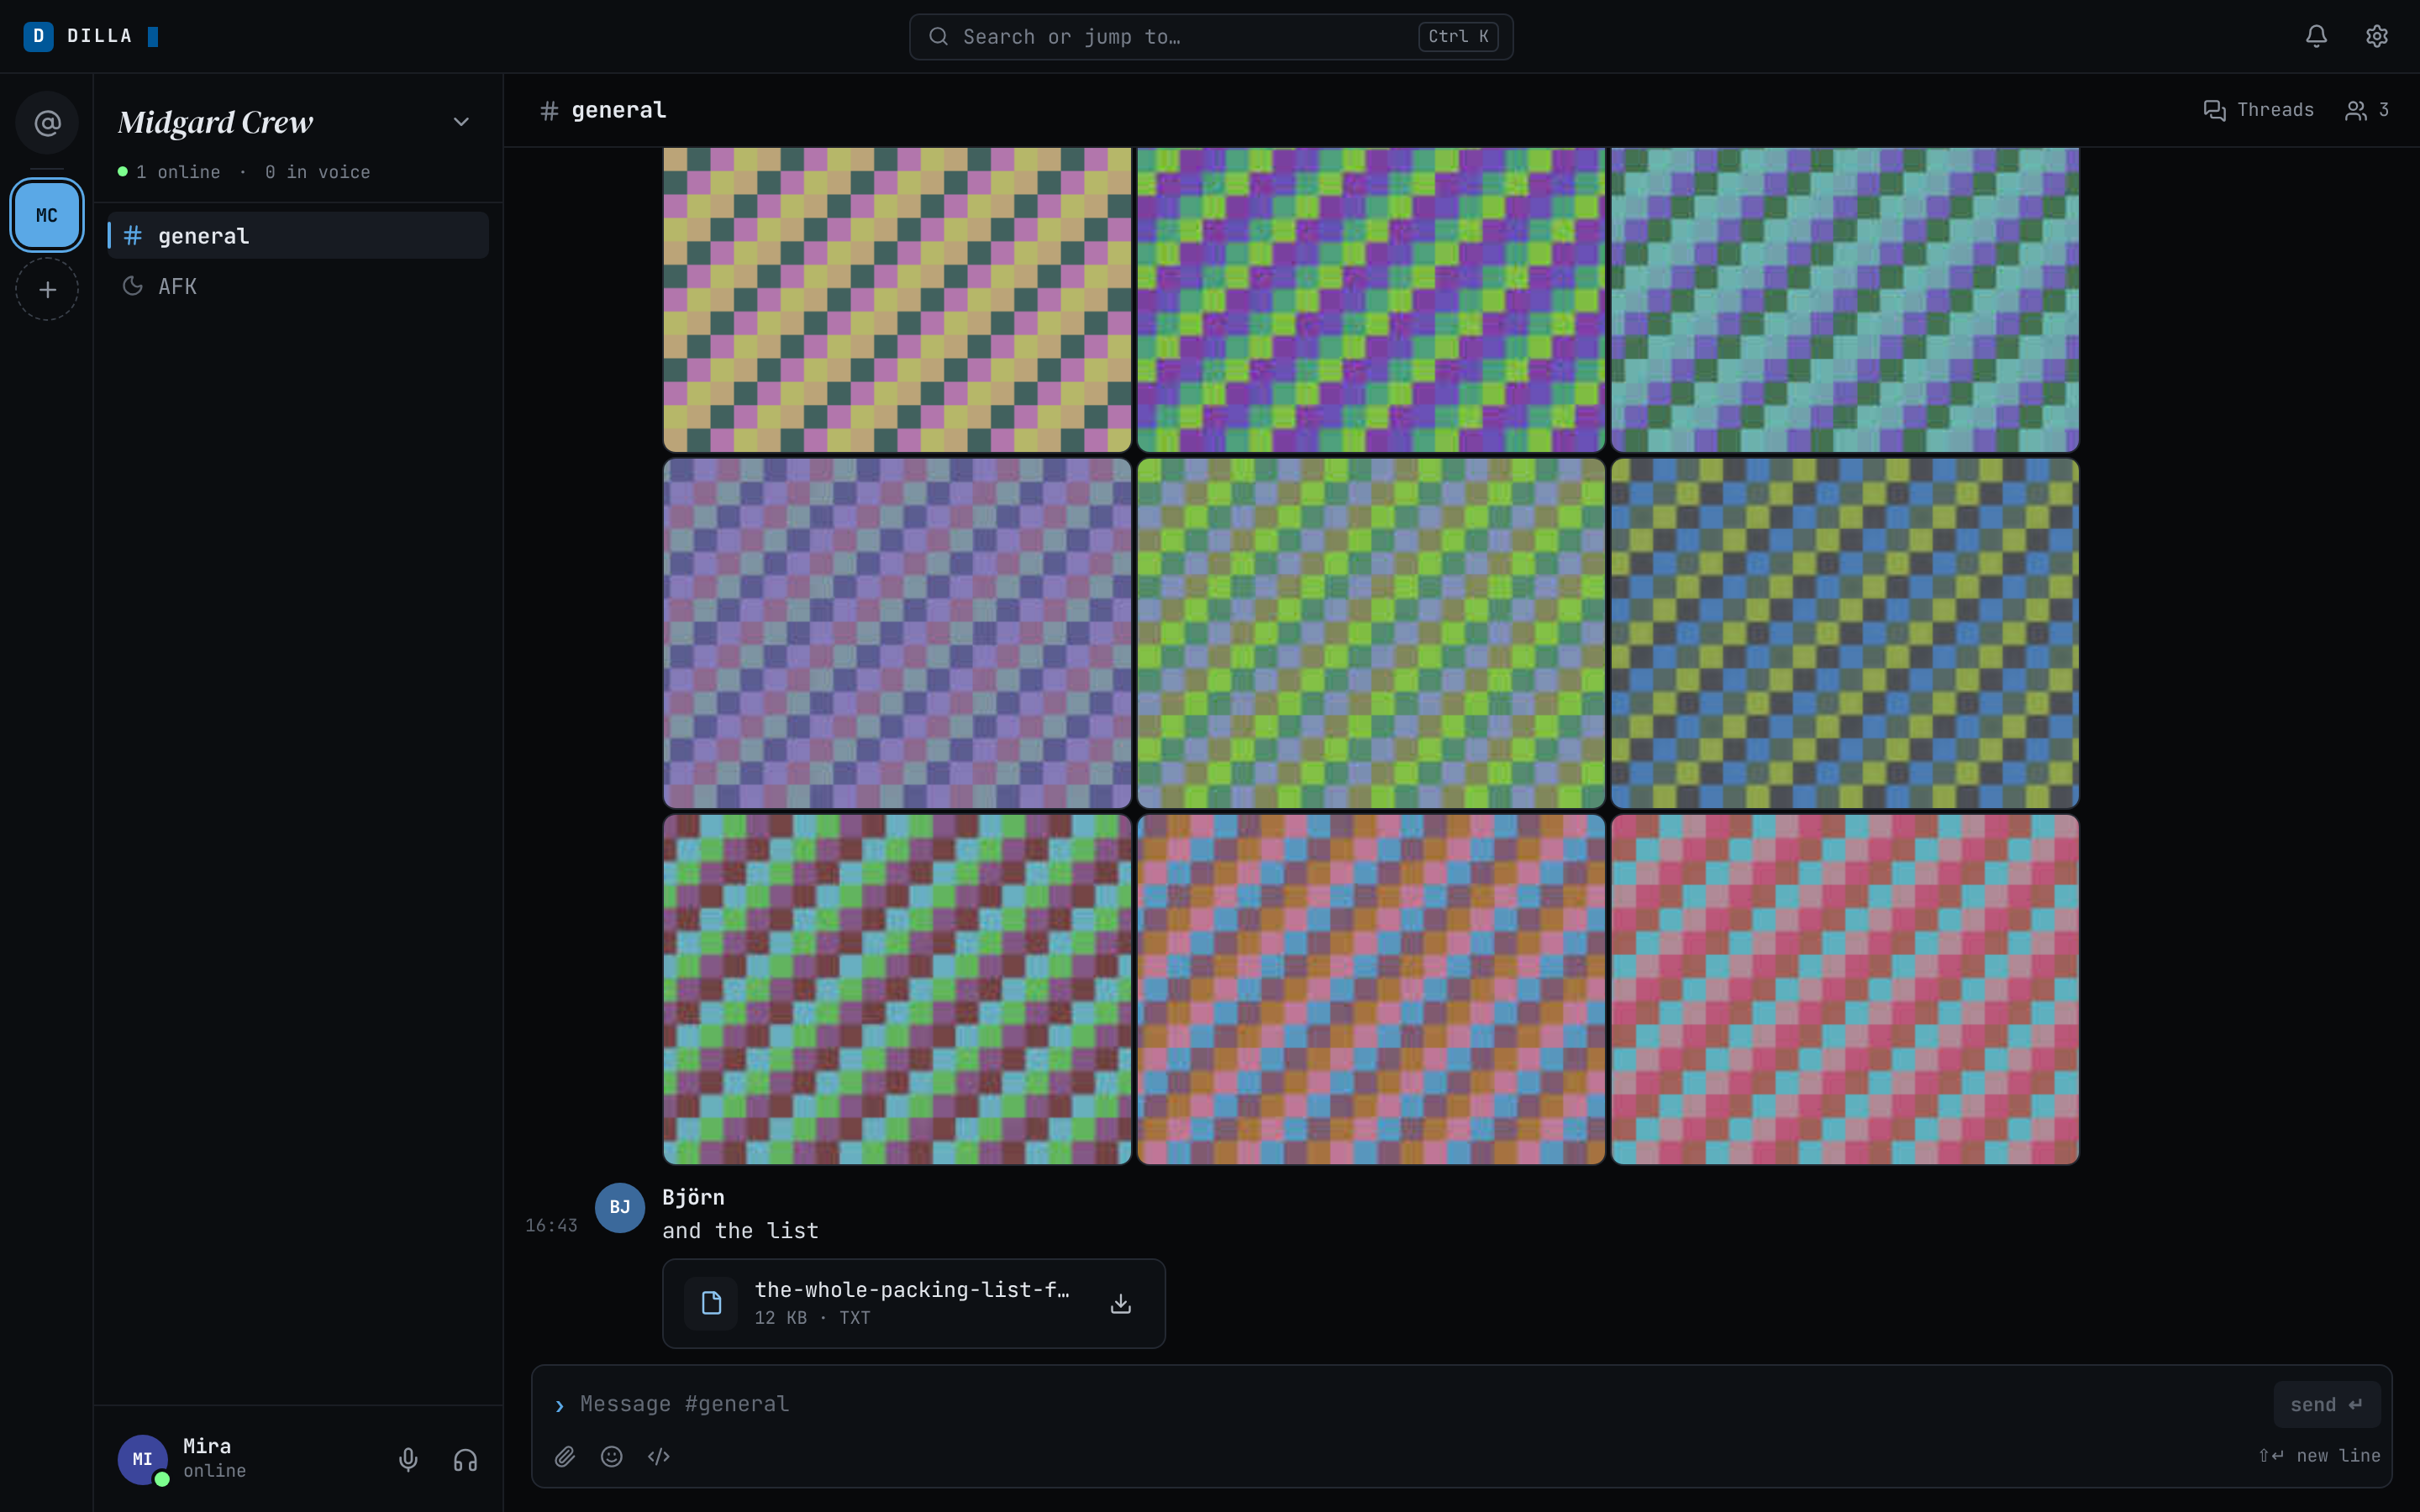 D DILLA
Search or jump to…
Ctrl K
Midgard Crew
1 online · 0 in voice
MC
general
AFK
# general
Threads
3
Björn
BJ
16:43
and the list
the-whole-packing-list-f…
12 KB · TXT
› Message #general
send ↵
⇧↵ new line
MI
Mira
online